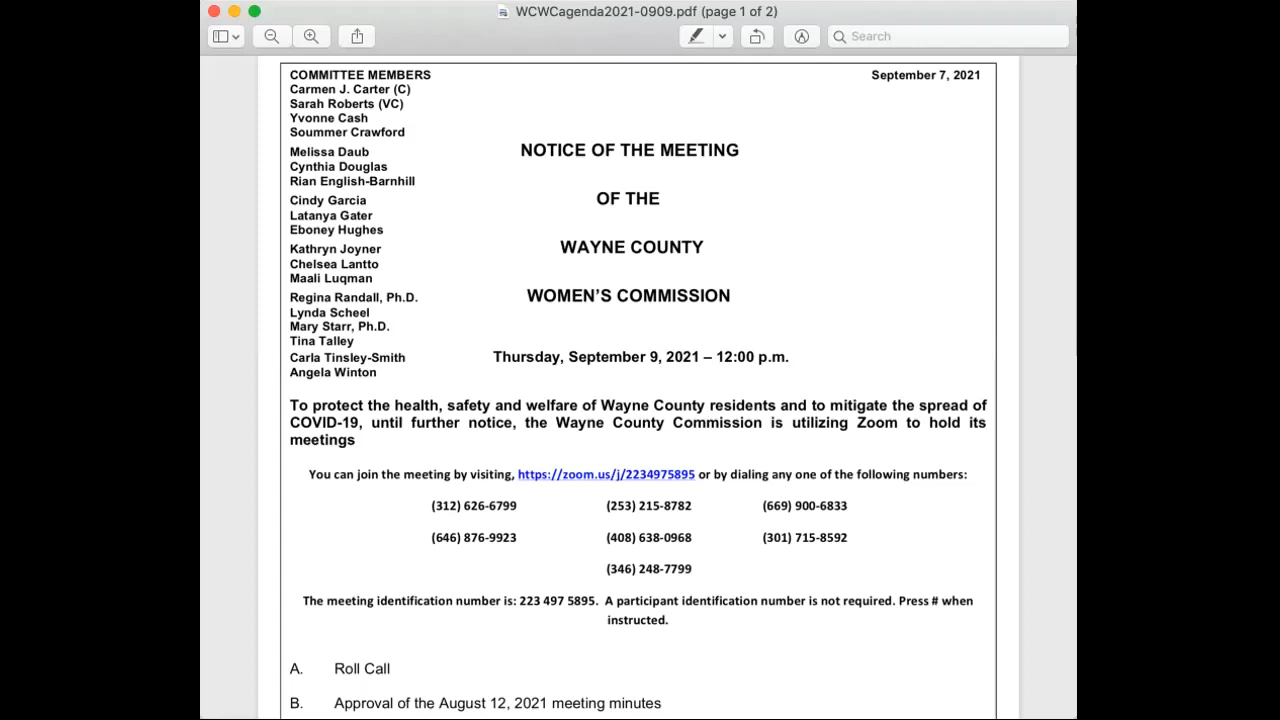 WCWCagenda2021-0909.pdf (page 1 of 2)
Search
COMMITTEE MEMBERS
September 7, 2021
Carmen J. Carter (C)
Sarah Roberts (VC)
Yvonne Cash
Soummer Crawford
Melissa Daub
Cynthia Douglas
Rian English-Barnhill
Cindy Garcia
Latanya Gater
Eboney Hughes
Kathryn Joyner
Chelsea Lantto
Maali Luqman
Regina Randall, Ph.D.
Lynda Scheel
Mary Starr, Ph.D.
Tina Talley
Carla Tinsley-Smith
Angela Winton
NOTICE OF THE MEETING
OF THE
WAYNE COUNTY
WOMEN’S COMMISSION
Thursday, September 9, 2021 – 12:00 p.m.
To protect the health, safety and welfare of Wayne County residents and to mitigate the spread of
COVID-19, until further notice, the Wayne County Commission is utilizing Zoom to hold its
meetings
You can join the meeting by visiting, https://zoom.us/j/2234975895 or by dialing any one of the following numbers:
(312) 626-6799 (253) 215-8782 (669) 900-6833
(646) 876-9923 (408) 638-0968 (301) 715-8592
(346) 248-7799
The meeting identification number is: 223 497 5895. A participant identification number is not required. Press # when
instructed.
A. Roll Call
B. Approval of the August 12, 2021 meeting minutes